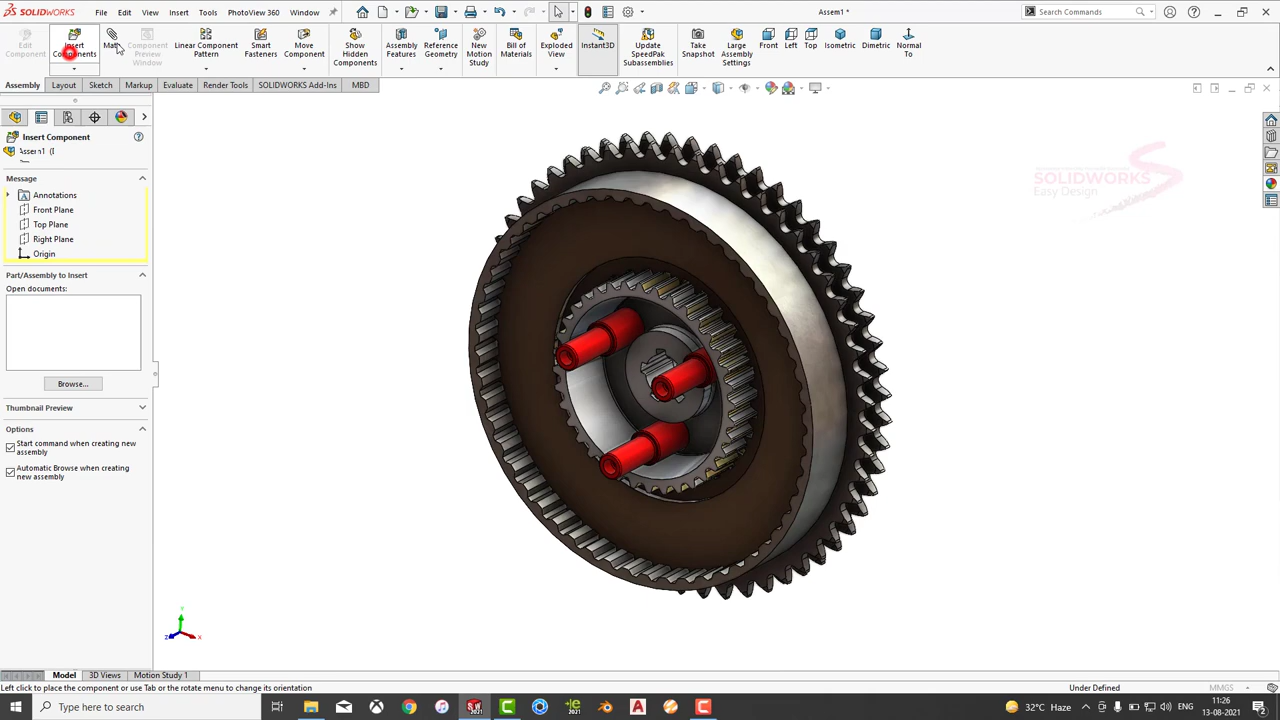 SOLIDWORKS
File Edit View Insert Tools PhotoView 360 Window
Assem1 *
Search Commands
Edit Component
Insert Components
Component Preview Window
Linear Component Pattern
Smart Fasteners
Move Component
Show Hidden Components
Assembly Features
Reference Geometry
New Motion Study
Bill of Materials
Exploded View
Instant3D
Update SpeedPak Subassemblies
Take Snapshot
Large Assembly Settings
Front
Left
Top
Isometric
Dimetric
Normal To
Assembly Layout Sketch Markup Evaluate Render Tools SOLIDWORKS Add-Ins MBD
Insert Component
Message
Annotations
Front Plane
Top Plane
Right Plane
Origin
Part/Assembly to Insert
Open documents:
Browse...
Thumbnail Preview
Options
Start command when creating new
assembly
Automatic Browse when creating
new assembly
SOLIDWORKS
Easy Design
Y
Z
X
Model 3D Views Motion Study 1
Left click to place the component or use Tab or the rotate menu to change its orientation
Under Defined
MMGS
Type here to search
32°C Haze
ENG
11:26
13-08-2021